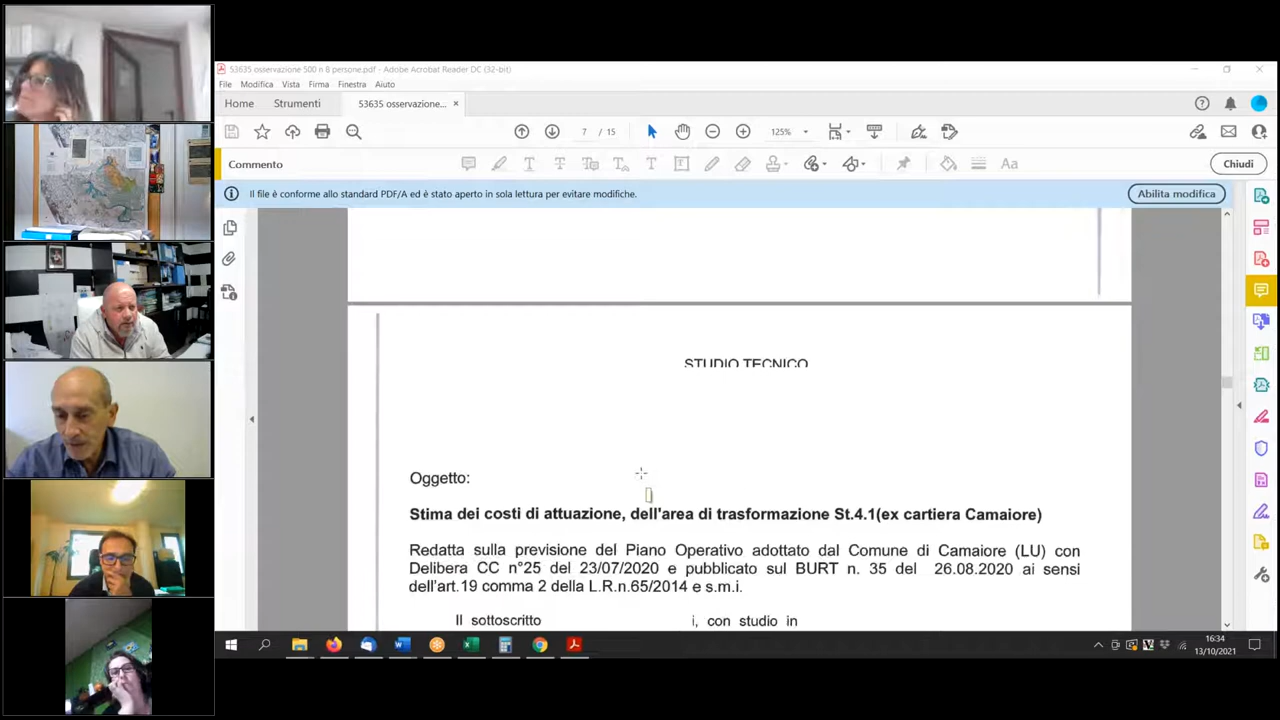 53635 osservazione 500 n 8 persone.pdf - Adobe Acrobat Reader DC (32-bit)
File Modifica Vista Firma Finestra Aiuto
Home Strumenti 53635 osservazione...
7 / 15 125%
Commento Chiudi
Il file è conforme allo standard PDF/A ed è stato aperto in sola lettura per evitare modifiche. Abilita modifica
STUDIO TECNICO
Oggetto:
Stima dei costi di attuazione, dell'area di trasformazione St.4.1(ex cartiera Camaiore)
Redatta sulla previsione del Piano Operativo adottato dal Comune di Camaiore (LU) con
Delibera CC n°25 del 23/07/2020 e pubblicato sul BURT n. 35 del 26.08.2020 ai sensi
dell'art.19 comma 2 della L.R.n.65/2014 e s.m.i.
Il sottoscritto i, con studio in
16:34
13/10/2021